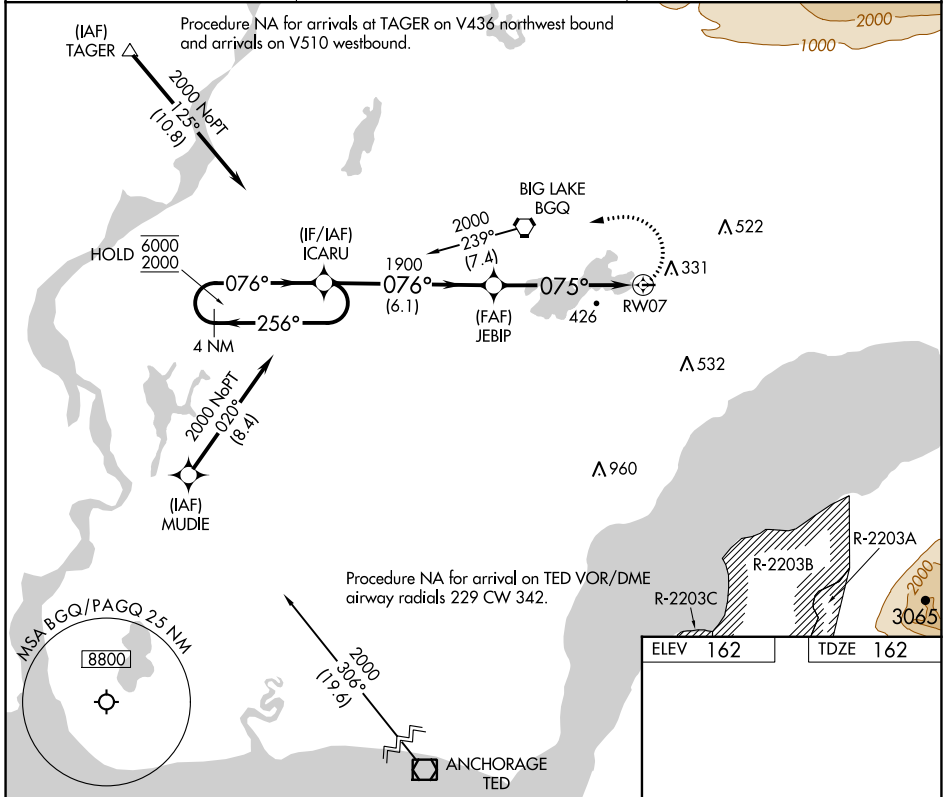 Procedure NA for arrivals at TAGER on V436 northwest bound
and arrivals on V510 westbound.
2000
1000
(IAF)
TAGER
2000 NoPT
125°
(10.8)
BIG LAKE
BGQ
2000
239°
(7.4)
522
331
HOLD 6000
2000
(IF/IAF)
ICARU
076°
1900
076°
(6.1)
075°
RW07
426
(FAF)
JEBIP
256°
4 NM
532
2000 NoPT
020°
(8.4)
(IAF)
MUDIE
960
Procedure NA for arrival on TED VOR/DME
airway radials 229 CW 342.
R-2203A
R-2203B
R-2203C
2000
3065
MSA BGQ/PAGQ 25 NM
8800
2000
306°
(19.6)
ANCHORAGE
TED
ELEV 162
TDZE 162